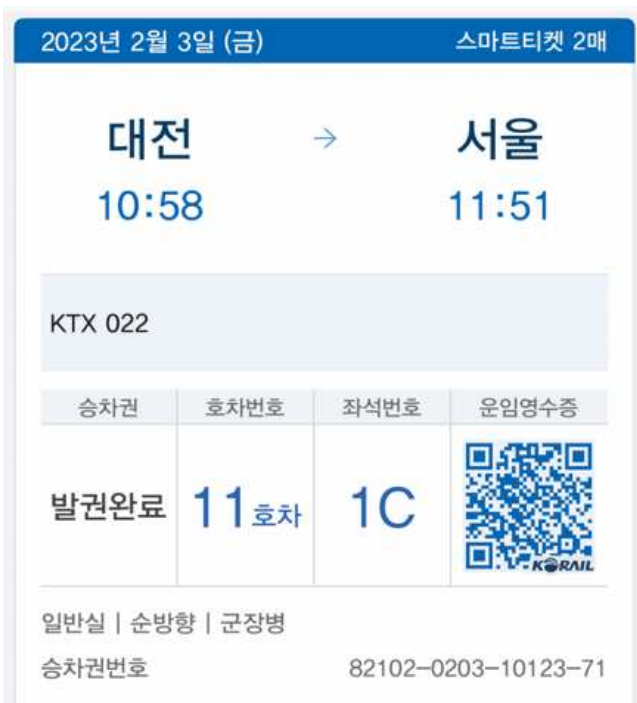 2023년 2월 3일 (금) 스마트티켓 2매
대전 → 서울
10:58 11:51
KTX 022
승차권 호차번호 좌석번호 운임영수증
발권완료 11호차 1C
KORAIL
일반실 | 순방향 | 군장병
승차권번호 82102-0203-10123-71